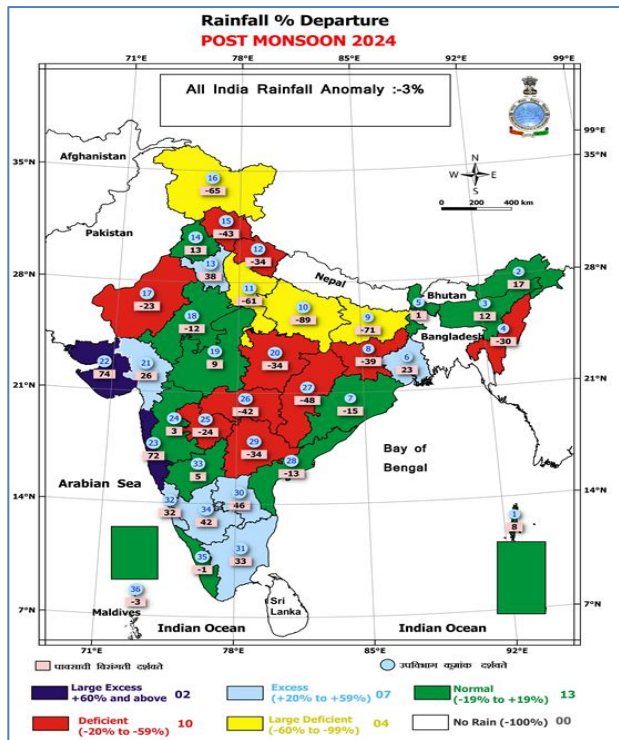 Rainfall % Departure
POST MONSOON 2024
71°E 78°E 85°E 92°E 99°E
All India Rainfall Anomaly :-3%
99°E
35°N 35°N
Afghanistan
N
W E
S
16
-65
0 200 400 km
Pakistan
15
-43
14
13
12
-34
13
38
28°N 28°N
Nepal
2
17
17
-23
11
-61
Bhutan
10
-89
9
-71
5
1
3
12
18
-12
4
-30
Bangladesh
22
74
21
26
19
9
20
-34
8
-39
6
23
21°N 21°N
27
-48
26
-42
7
-15
24
3
25
-24
23
72
29
-34
Bay of
Bengal
33
5
28
-13
Arabian Sea
14°N 14°N
32
32
30
46
34
42
1
8
35
-1
31
33
36
-3
Sri
Lanka
7°N 7°N
Maldives
Indian Ocean Indian Ocean
71°E 78°E 85°E 92°E
पावसाची विसंगती दर्शवते
उपविभाग क्रमांक दर्शवते
Large Excess
+60% and above 02
Excess
(+20% to +59%) 07
Normal
(-19% to +19%) 13
Deficient
(-20% to -59%) 10
Large Deficient
(-60% to -99%) 04
No Rain (-100%) 00